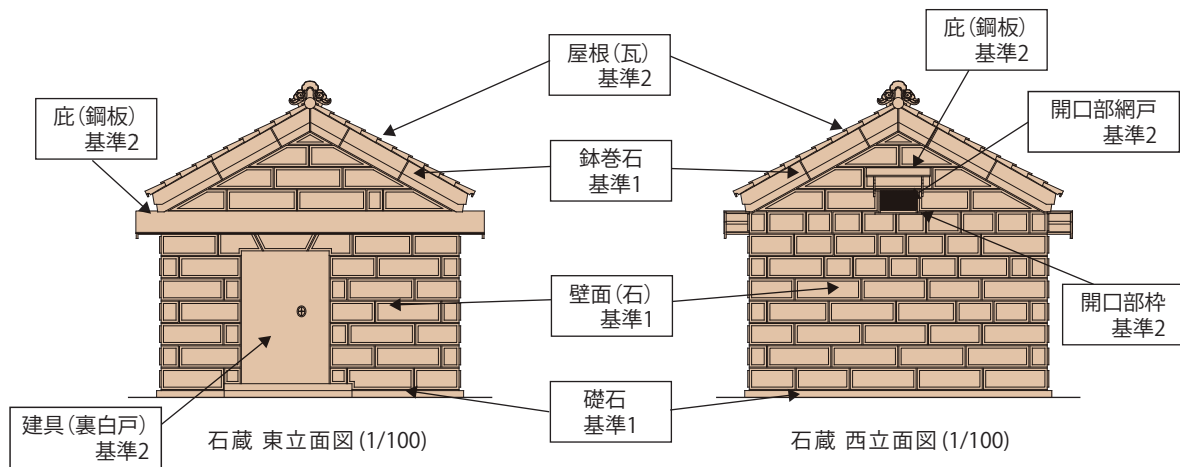 屋根(瓦)
基準2
庇(鋼板)
基準2
庇(鋼板)
基準2
開口部網戸
基準2
鉢巻石
基準1
壁面(石)
基準1
開口部枠
基準2
建具(裏白戸)
基準2
礎石
基準1
石蔵 東立面図(1/100)
石蔵 西立面図(1/100)